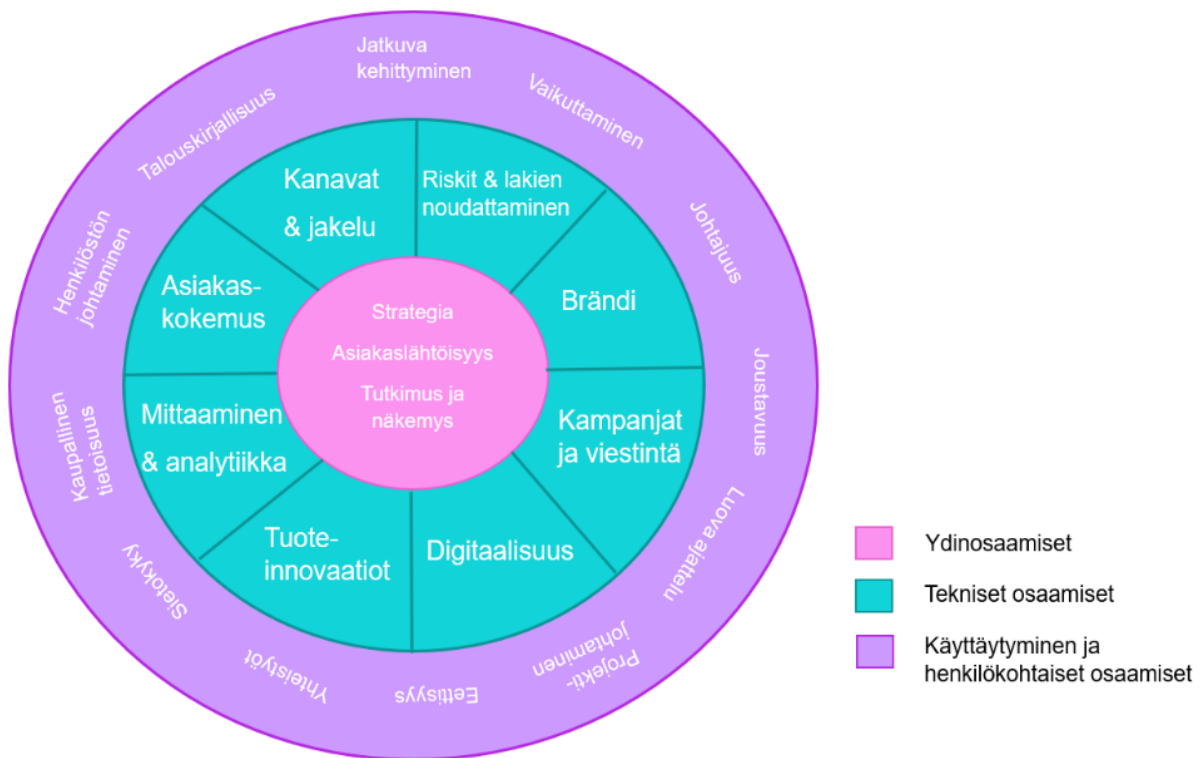 Jatkuva
kehittyminen
Vaikuttaminen
Johtajuus
Joustavuus
Luova ajattelu
Projekti-
johtaminen
Eettisyys
Yhteistyöt
Sietokyky
Kaupallinen
tietoisuus
Henkilöstön
johtaminen
Talouskirjallisuus
Kanavat
& jakelu
Riskit & lakien
noudattaminen
Brändi
Kampanjat
ja viestintä
Digitaalisuus
Tuote-
innovaatiot
Mittaaminen
& analytiikka
Asiakas-
kokemus
Strategia
Asiakaslähtöisyys
Tutkimus ja
näkemys
Ydinosaamiset
Tekniset osaamiset
Käyttäytyminen ja
henkilökohtaiset osaamiset